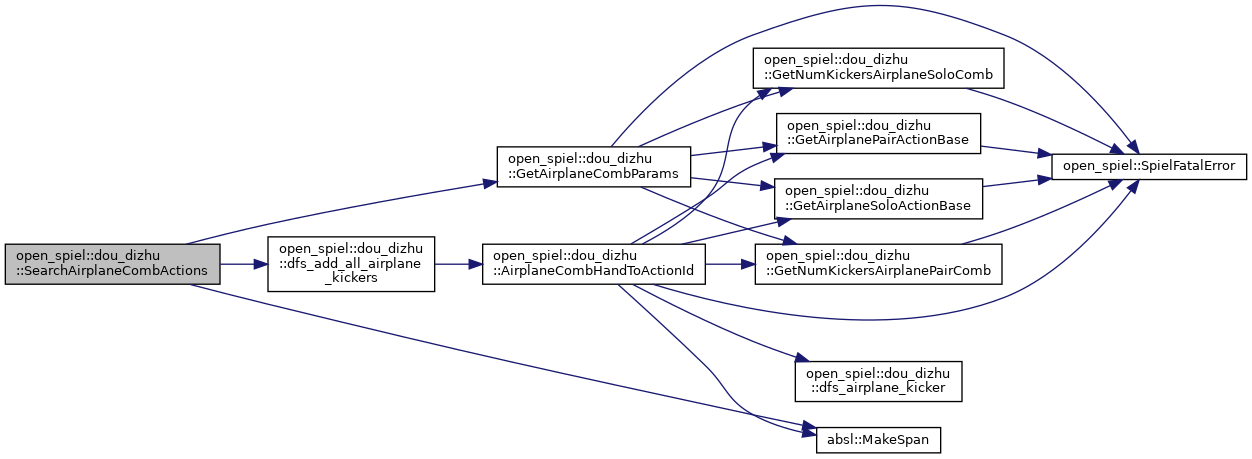 open_spiel::dou_dizhu
::SearchAirplaneCombActions
open_spiel::dou_dizhu
::GetAirplaneCombParams
open_spiel::dou_dizhu
::dfs_add_all_airplane
_kickers
open_spiel::dou_dizhu
::AirplaneCombHandToActionId
open_spiel::dou_dizhu
::GetNumKickersAirplaneSoloComb
open_spiel::dou_dizhu
::GetAirplanePairActionBase
open_spiel::dou_dizhu
::GetAirplaneSoloActionBase
open_spiel::dou_dizhu
::GetNumKickersAirplanePairComb
open_spiel::dou_dizhu
::dfs_airplane_kicker
absl::MakeSpan
open_spiel::SpielFatalError